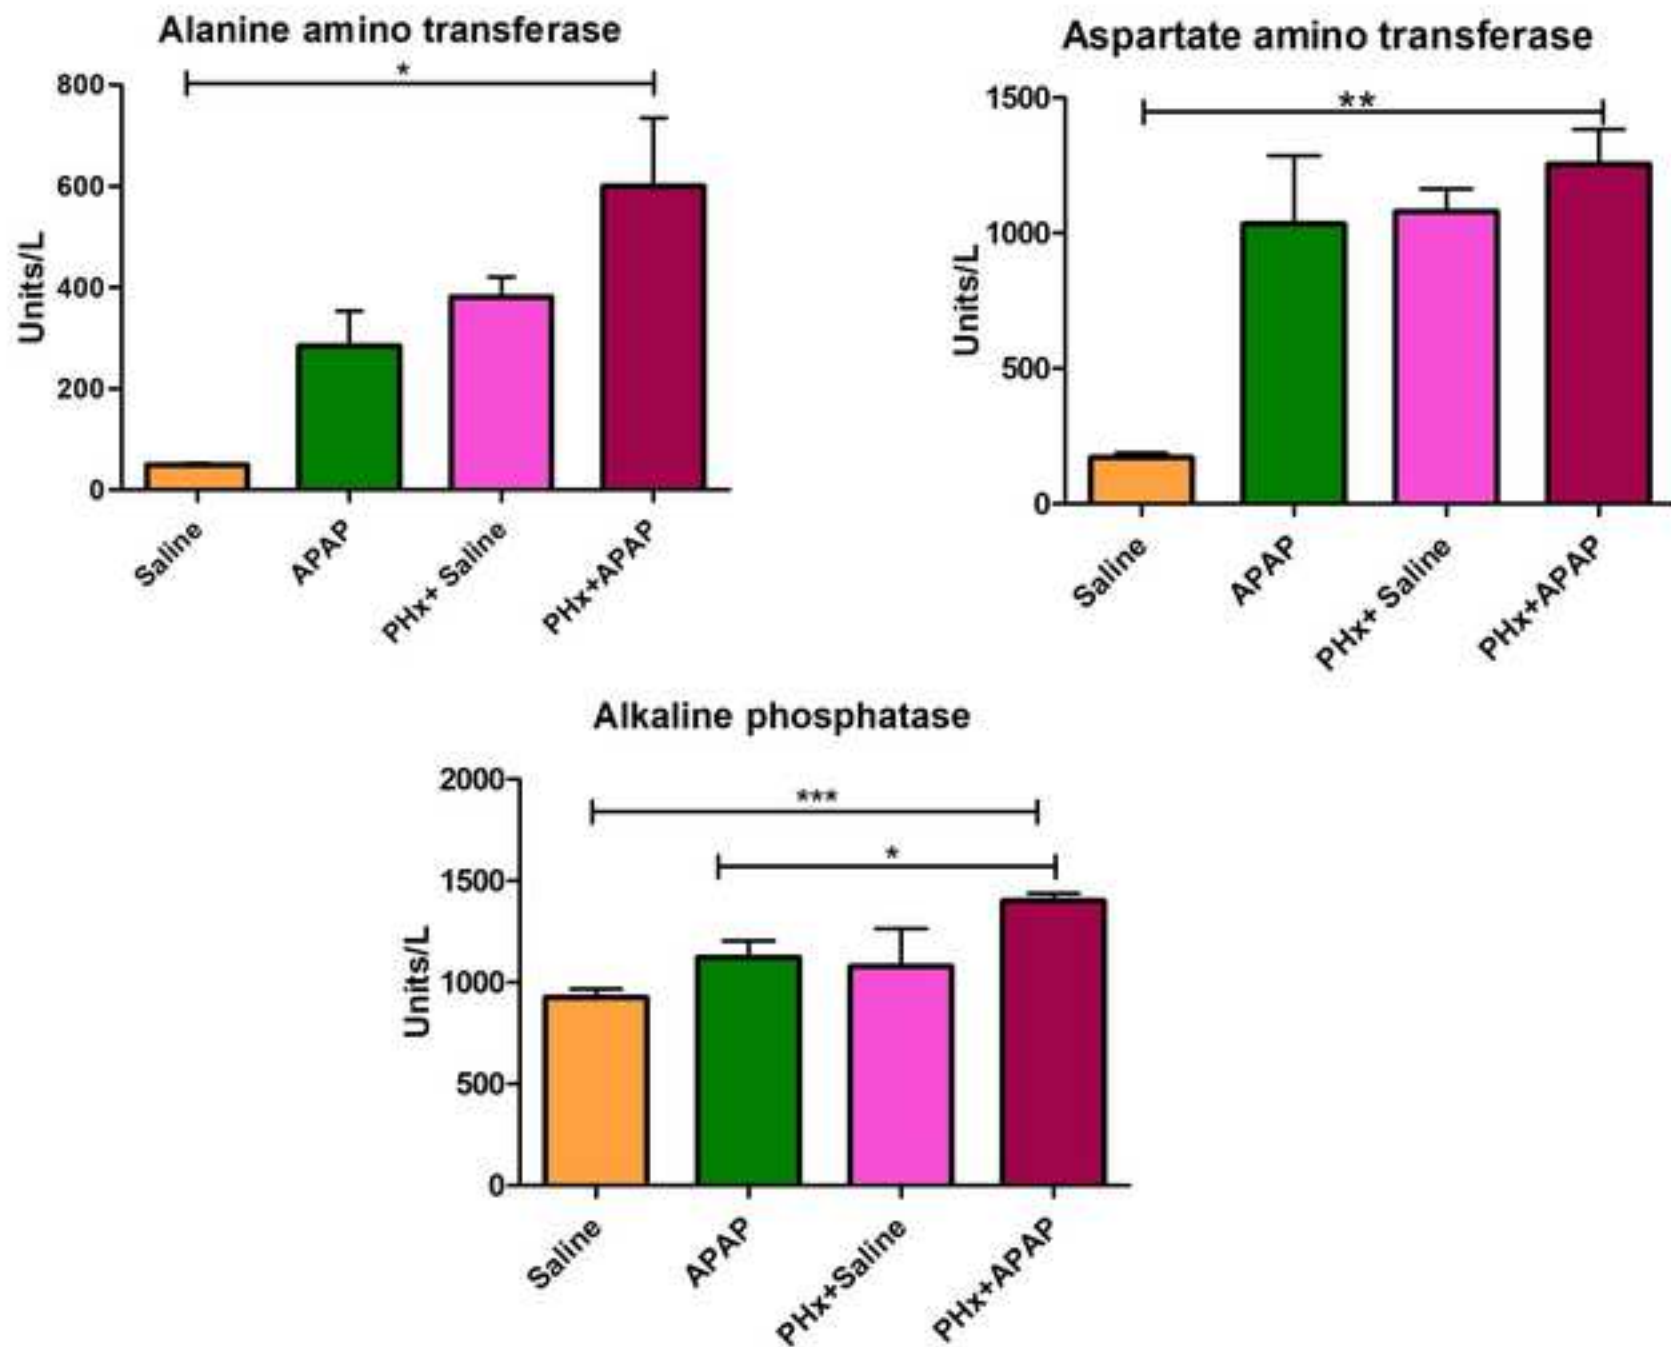 Alanine amino transferase
*
800
600
400
200
0
Units/L
Saline
APAP
PHx+ Saline
PHx+APAP
Aspartate amino transferase
**
1500
1000
500
0
Units/L
Saline
APAP
PHx+ Saline
PHx+APAP
Alkaline phosphatase
***
*
2000
1500
1000
500
0
Units/L
Saline
APAP
PHx+Saline
PHx+APAP